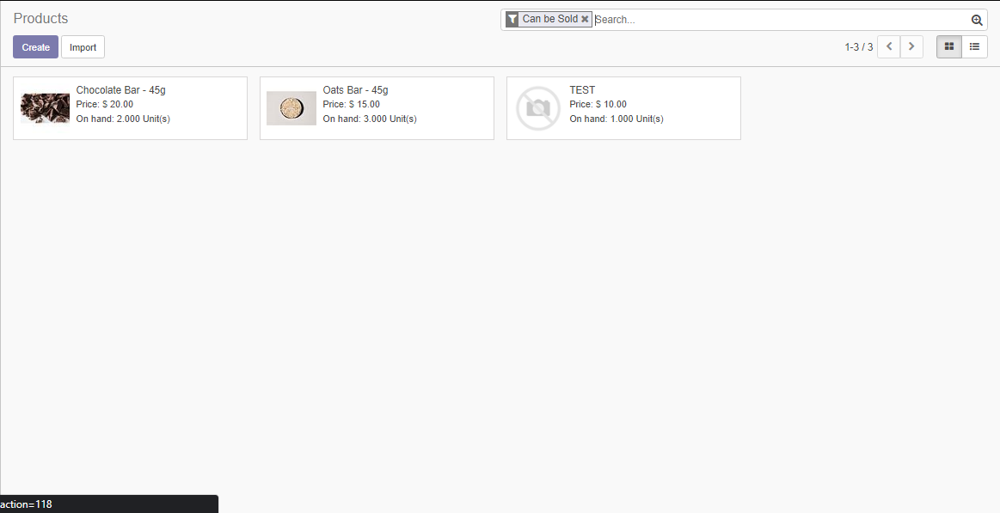 Products
Can be Sold ✖ Search...
Create Import
1-3 / 3
Chocolate Bar - 45g
Price: $ 20.00
On hand: 2.000 Unit(s)
Oats Bar - 45g
Price: $ 15.00
On hand: 3.000 Unit(s)
TEST
Price: $ 10.00
On hand: 1.000 Unit(s)
action=118